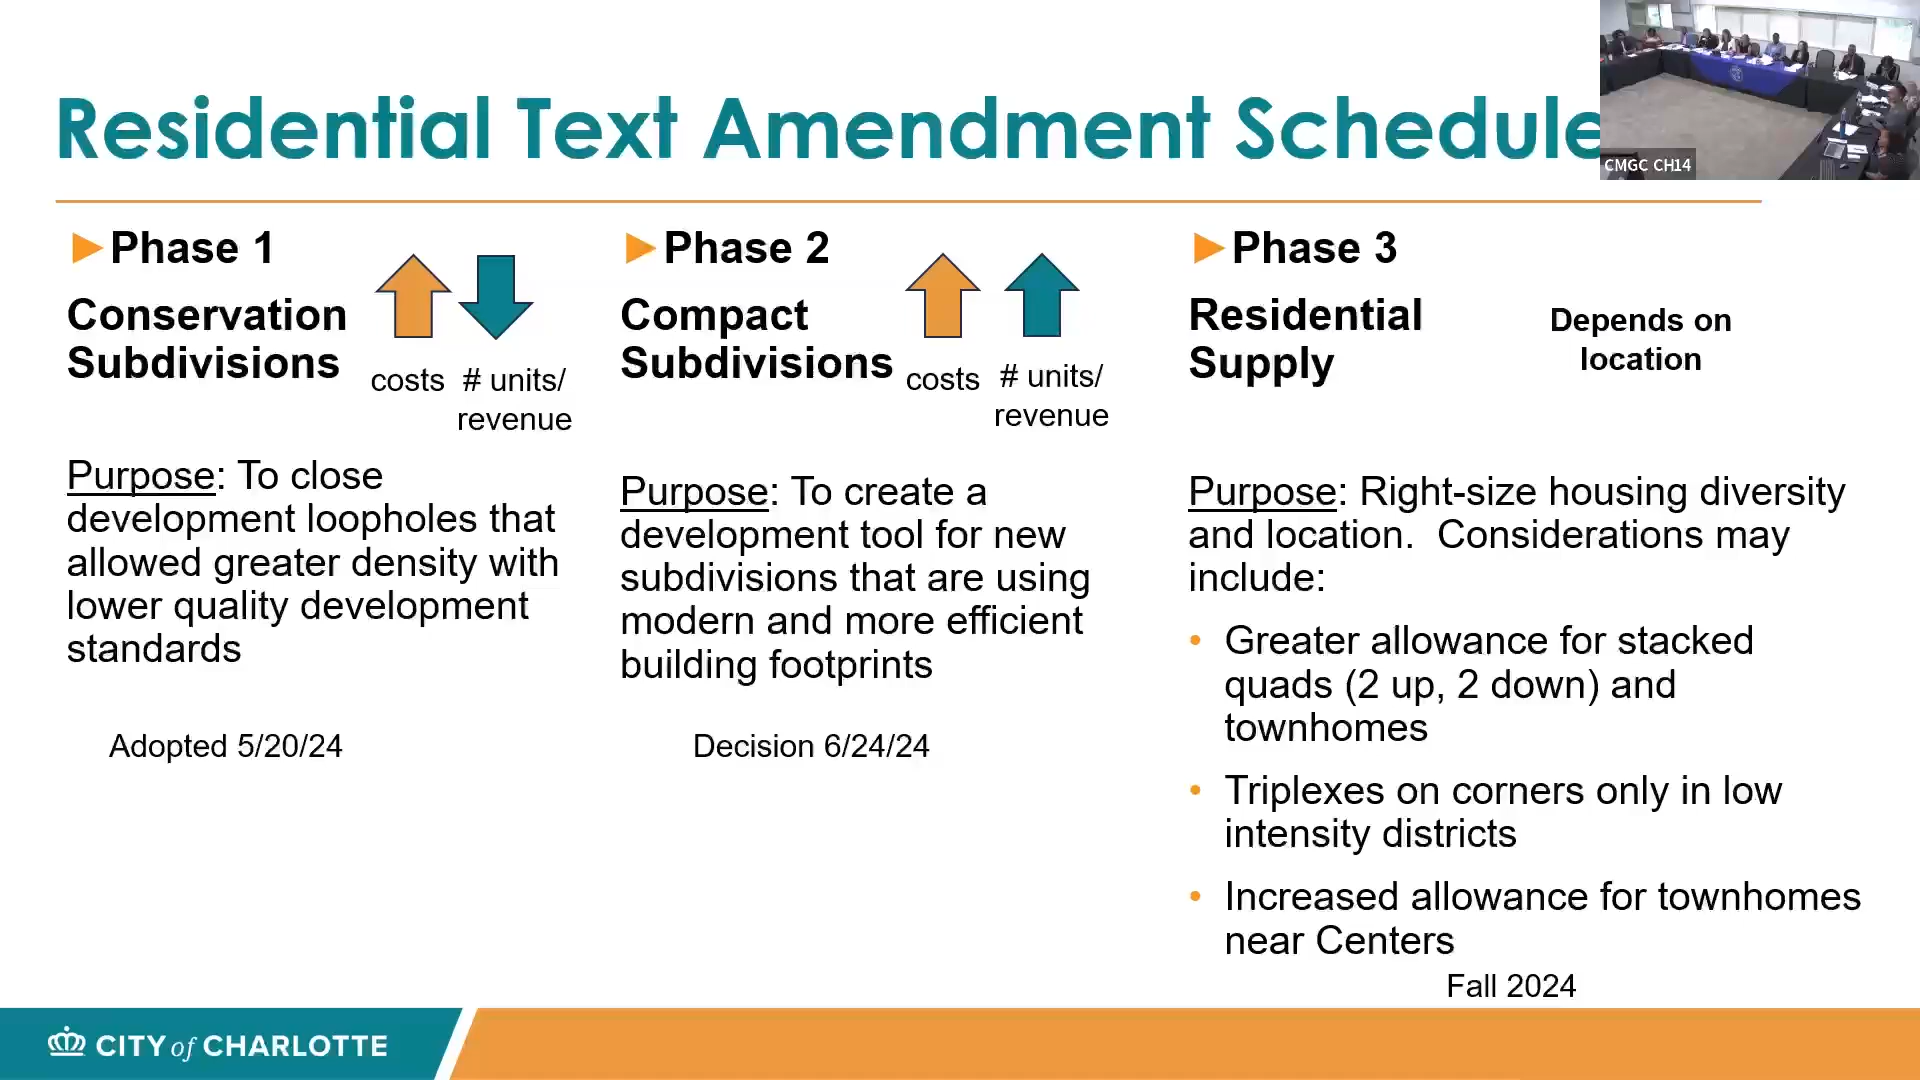 Residential Text Amendment Schedule
CMGC CH14
►Phase 1
Conservation
Subdivisions
costs
# units/
revenue
Purpose: To close
development loopholes that
allowed greater density with
lower quality development
standards
Adopted 5/20/24
►Phase 2
Compact
Subdivisions
costs
# units/
revenue
Purpose: To create a
development tool for new
subdivisions that are using
modern and more efficient
building footprints
Decision 6/24/24
►Phase 3
Residential
Supply
Depends on
location
Purpose: Right-size housing diversity
and location.  Considerations may
include:
• Greater allowance for stacked
quads (2 up, 2 down) and
townhomes
• Triplexes on corners only in low
intensity districts
• Increased allowance for townhomes
near Centers
Fall 2024
CITY of CHARLOTTE